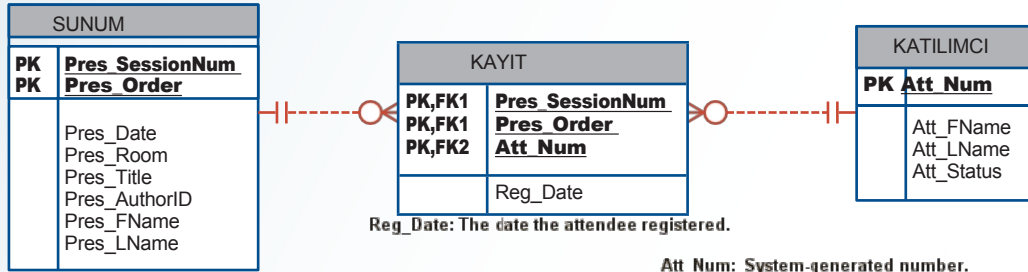 SUNUM
PK Pres_SessionNum
PK Pres_Order
Pres_Date
Pres_Room
Pres_Title
Pres_AuthorID
Pres_FName
Pres_LName
KAYIT
PK,FK1 Pres_SessionNum
PK,FK1 Pres_Order
PK,FK2 Att_Num
Reg_Date
Reg_Date: The date the attendee registered.
KATILIMCI
PK Att_Num
Att_FName
Att_LName
Att_Status
Att_Num: System-generated number.